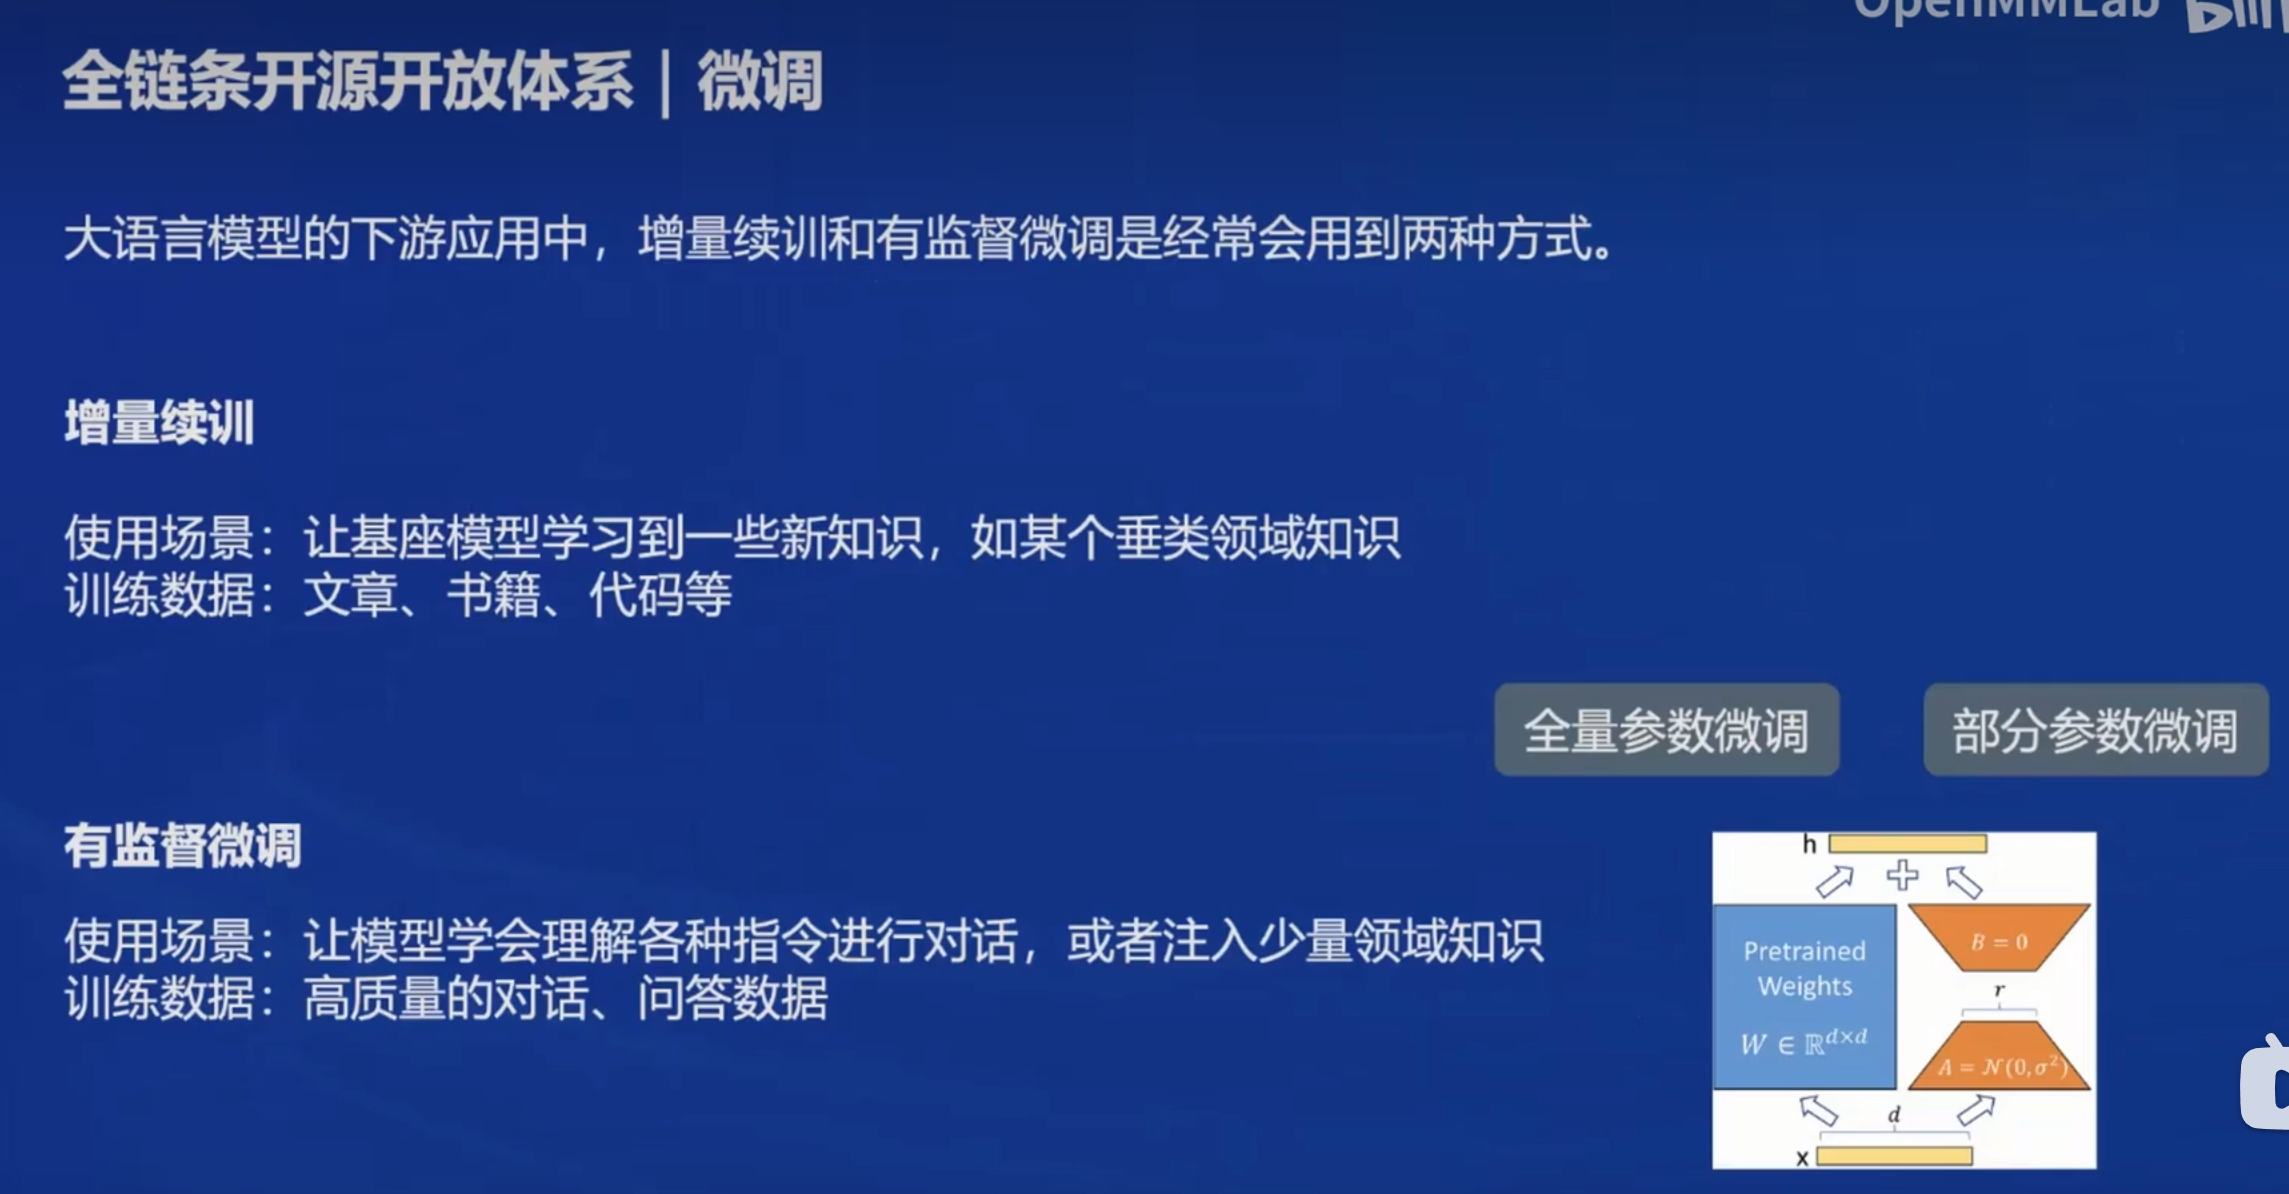 OpenMMLab
全链条开源开放体系 | 微调
大语言模型的下游应用中，增量续训和有监督微调是经常会用到两种方式。
增量续训
使用场景：让基座模型学习到一些新知识，如某个垂类领域知识
训练数据：文章、书籍、代码等
全量参数微调
部分参数微调
有监督微调
使用场景：让模型学会理解各种指令进行对话，或者注入少量领域知识
训练数据：高质量的对话、问答数据
h
Pretrained
Weights
W ∈ ℝ^{d×d}
B = 0
r
A = 𝒩(0, σ²)
d
x